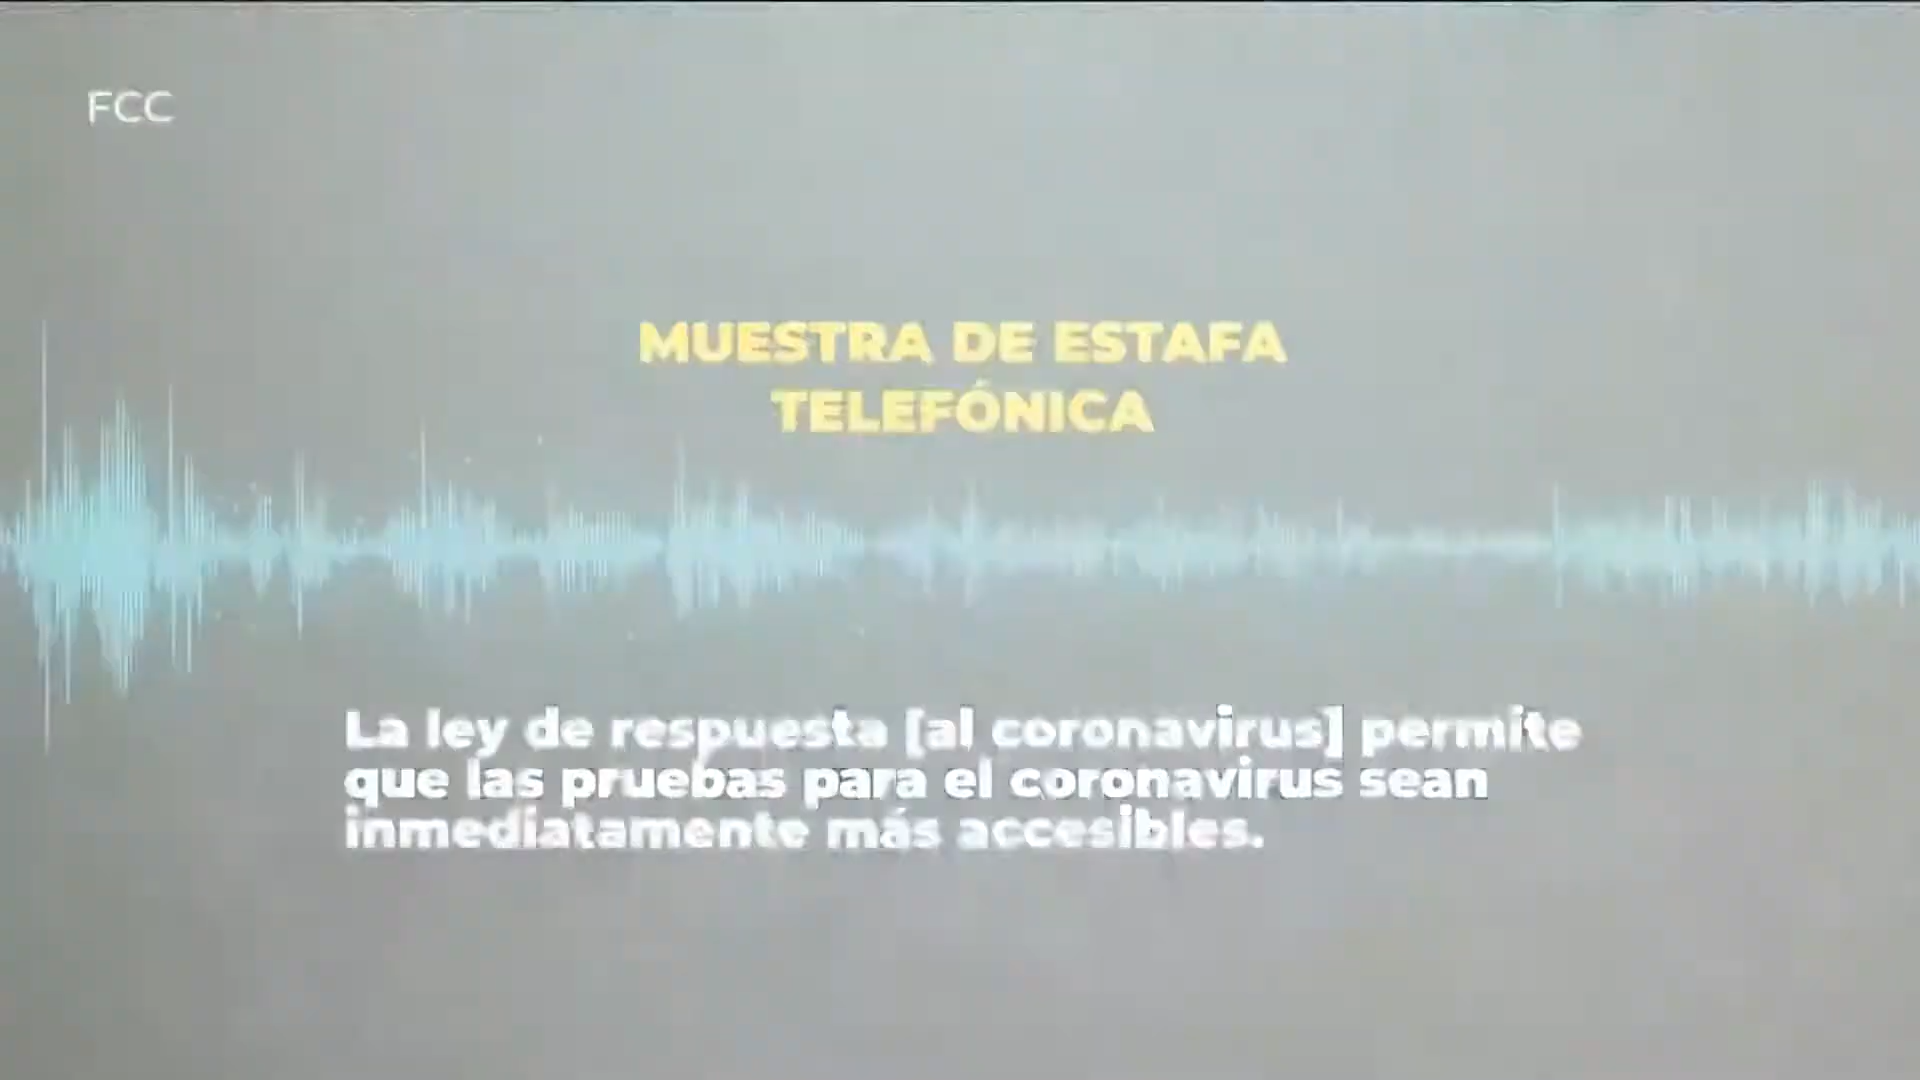 FCC
MUESTRA DE ESTAFA
TELEFÓNICA
La ley de respuesta [al coronavirus] permite
que las pruebas para el coronavirus sean
inmediatamente más accesibles.